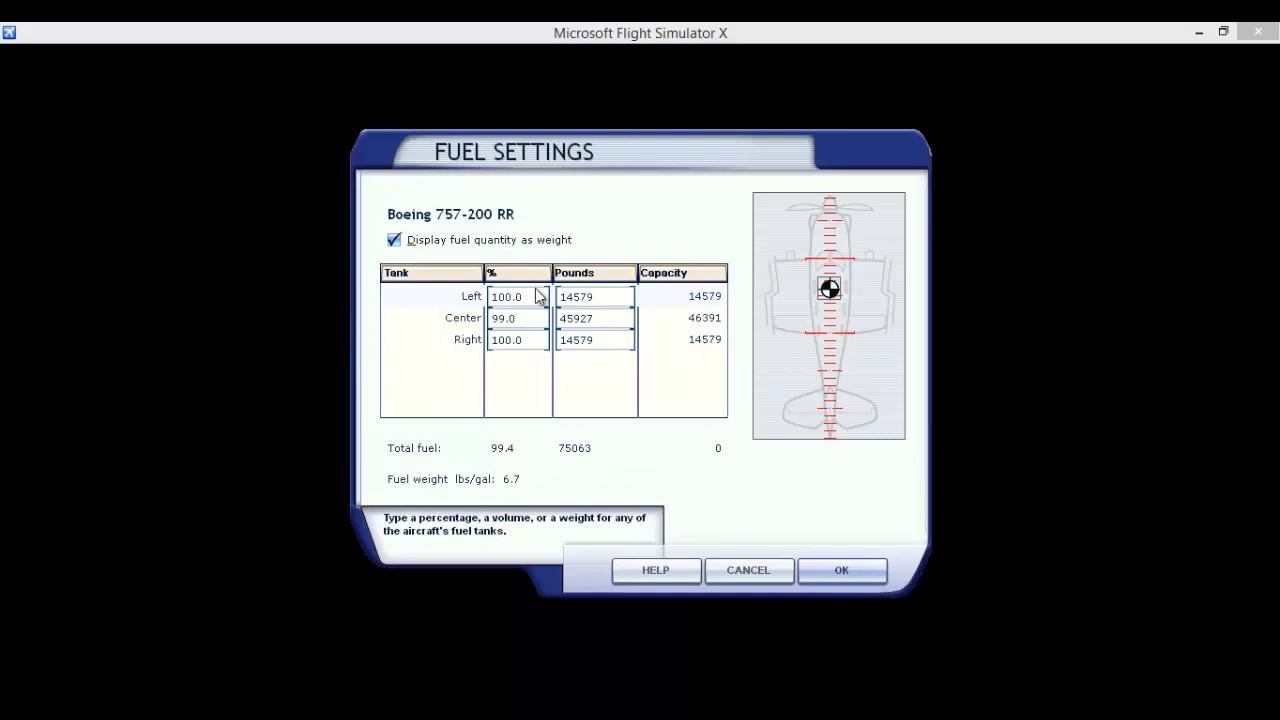 Microsoft Flight Simulator X
FUEL SETTINGS
Boeing 757-200 RR
Display fuel quantity as weight
Tank % Pounds Capacity
Left 100.0 14579 14579
Center 99.0 45927 46391
Right 100.0 14579 14579
Total fuel: 99.4 75063 0
Fuel weight lbs/gal: 6.7
Type a percentage, a volume, or a weight for any of
the aircraft's fuel tanks.
HELP CANCEL OK